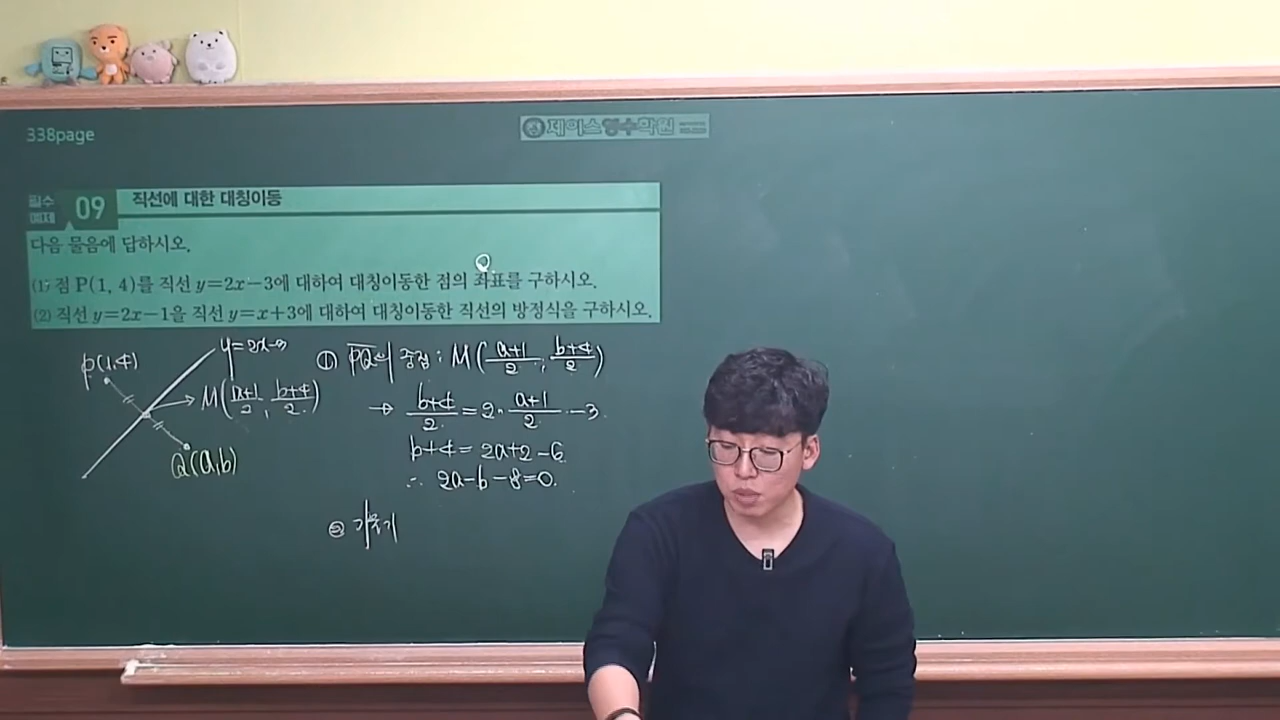 338page
제이스영수학원
필수 예제 09 직선에 대한 대칭이동
다음 물음에 답하시오.
Q
(1) 점 P(1, 4)를 직선 y=2x-3에 대하여 대칭이동한 점의 좌표를 구하시오.
(2) 직선 y=2x-1을 직선 y=x+3에 대하여 대칭이동한 직선의 방정식을 구하시오.
P(1,4)
y=2x-3
M(a+1/2, b+4/2)
Q(a,b)
① PQ의 중점: M(a+1/2, b+4/2)
→ b+4/2=2·a+1/2-3.
b+4=2a+2-6
∴ 2a-b-8=0.
② 기울기